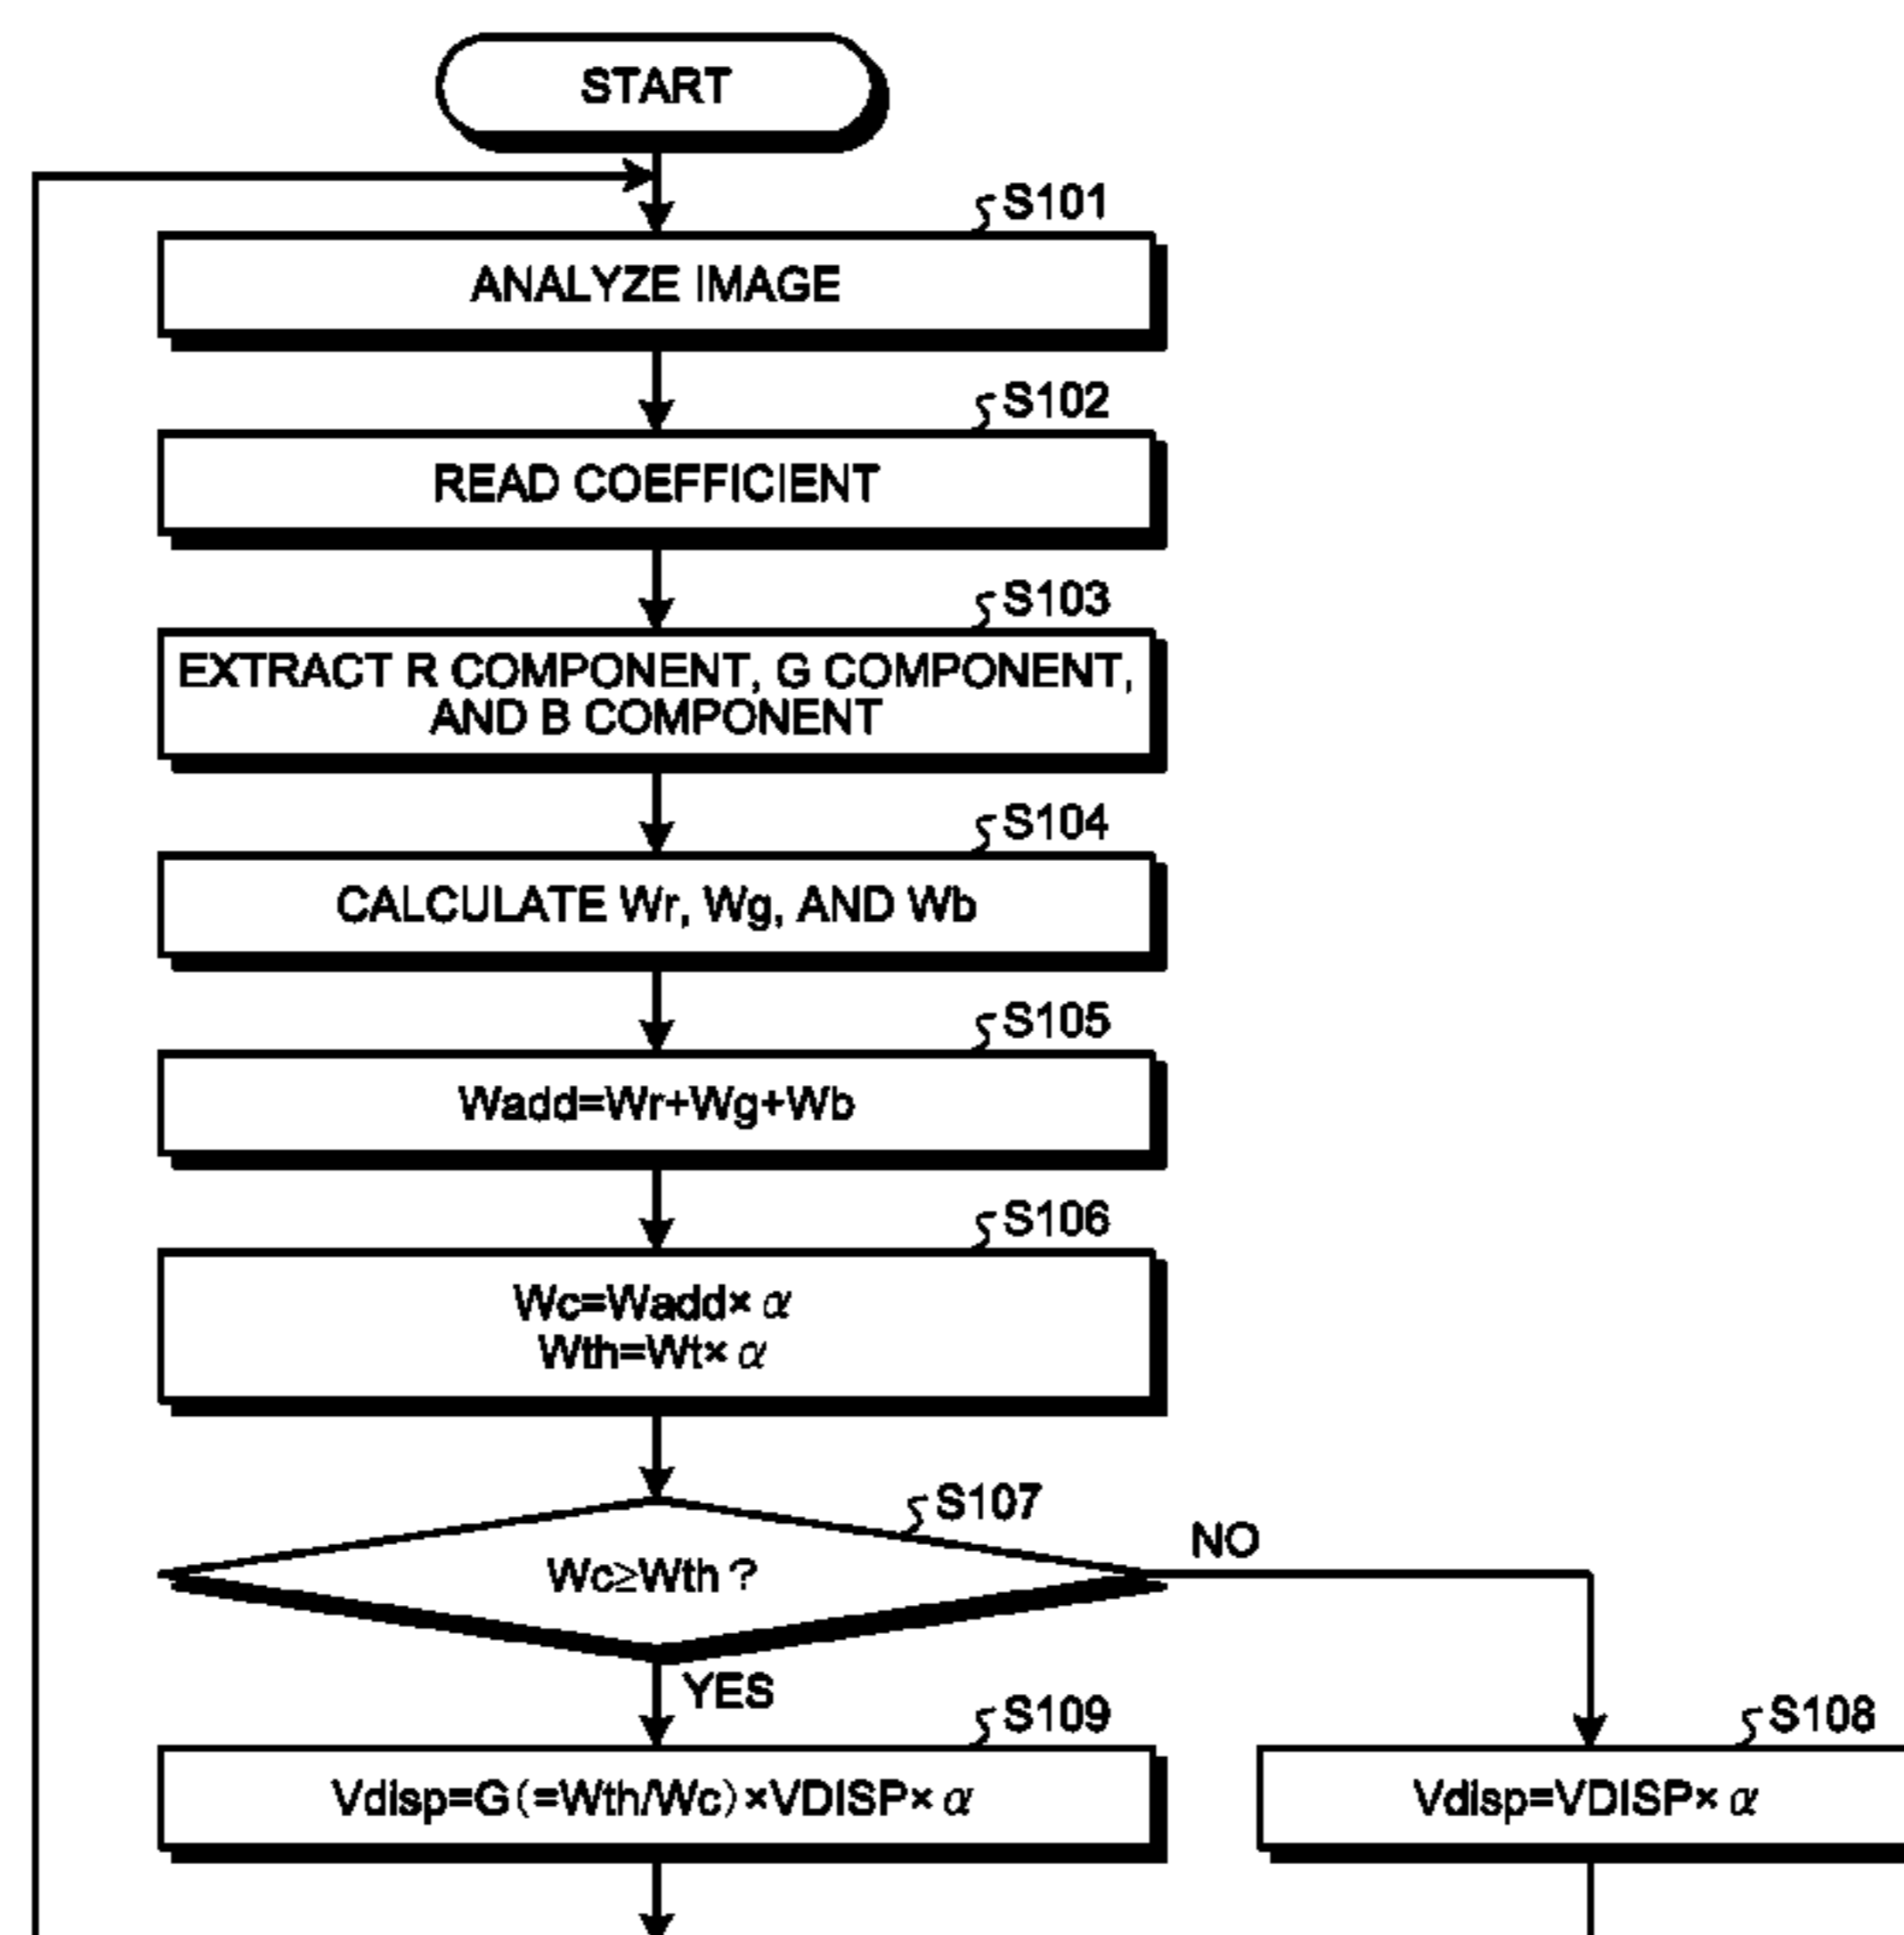 START
S101
ANALYZE IMAGE
S102
READ COEFFICIENT
S103
EXTRACT R COMPONENT, G COMPONENT,
AND B COMPONENT
S104
CALCULATE Wr, Wg, AND Wb
S105
Wadd=Wr+Wg+Wb
S106
Wc=Wadd×α
Wth=Wt×α
S107
Wc≥Wth?
NO
YES
S109
Vdisp=G(=Wth/Wc)×VDISP×α
S108
Vdisp=VDISP×α